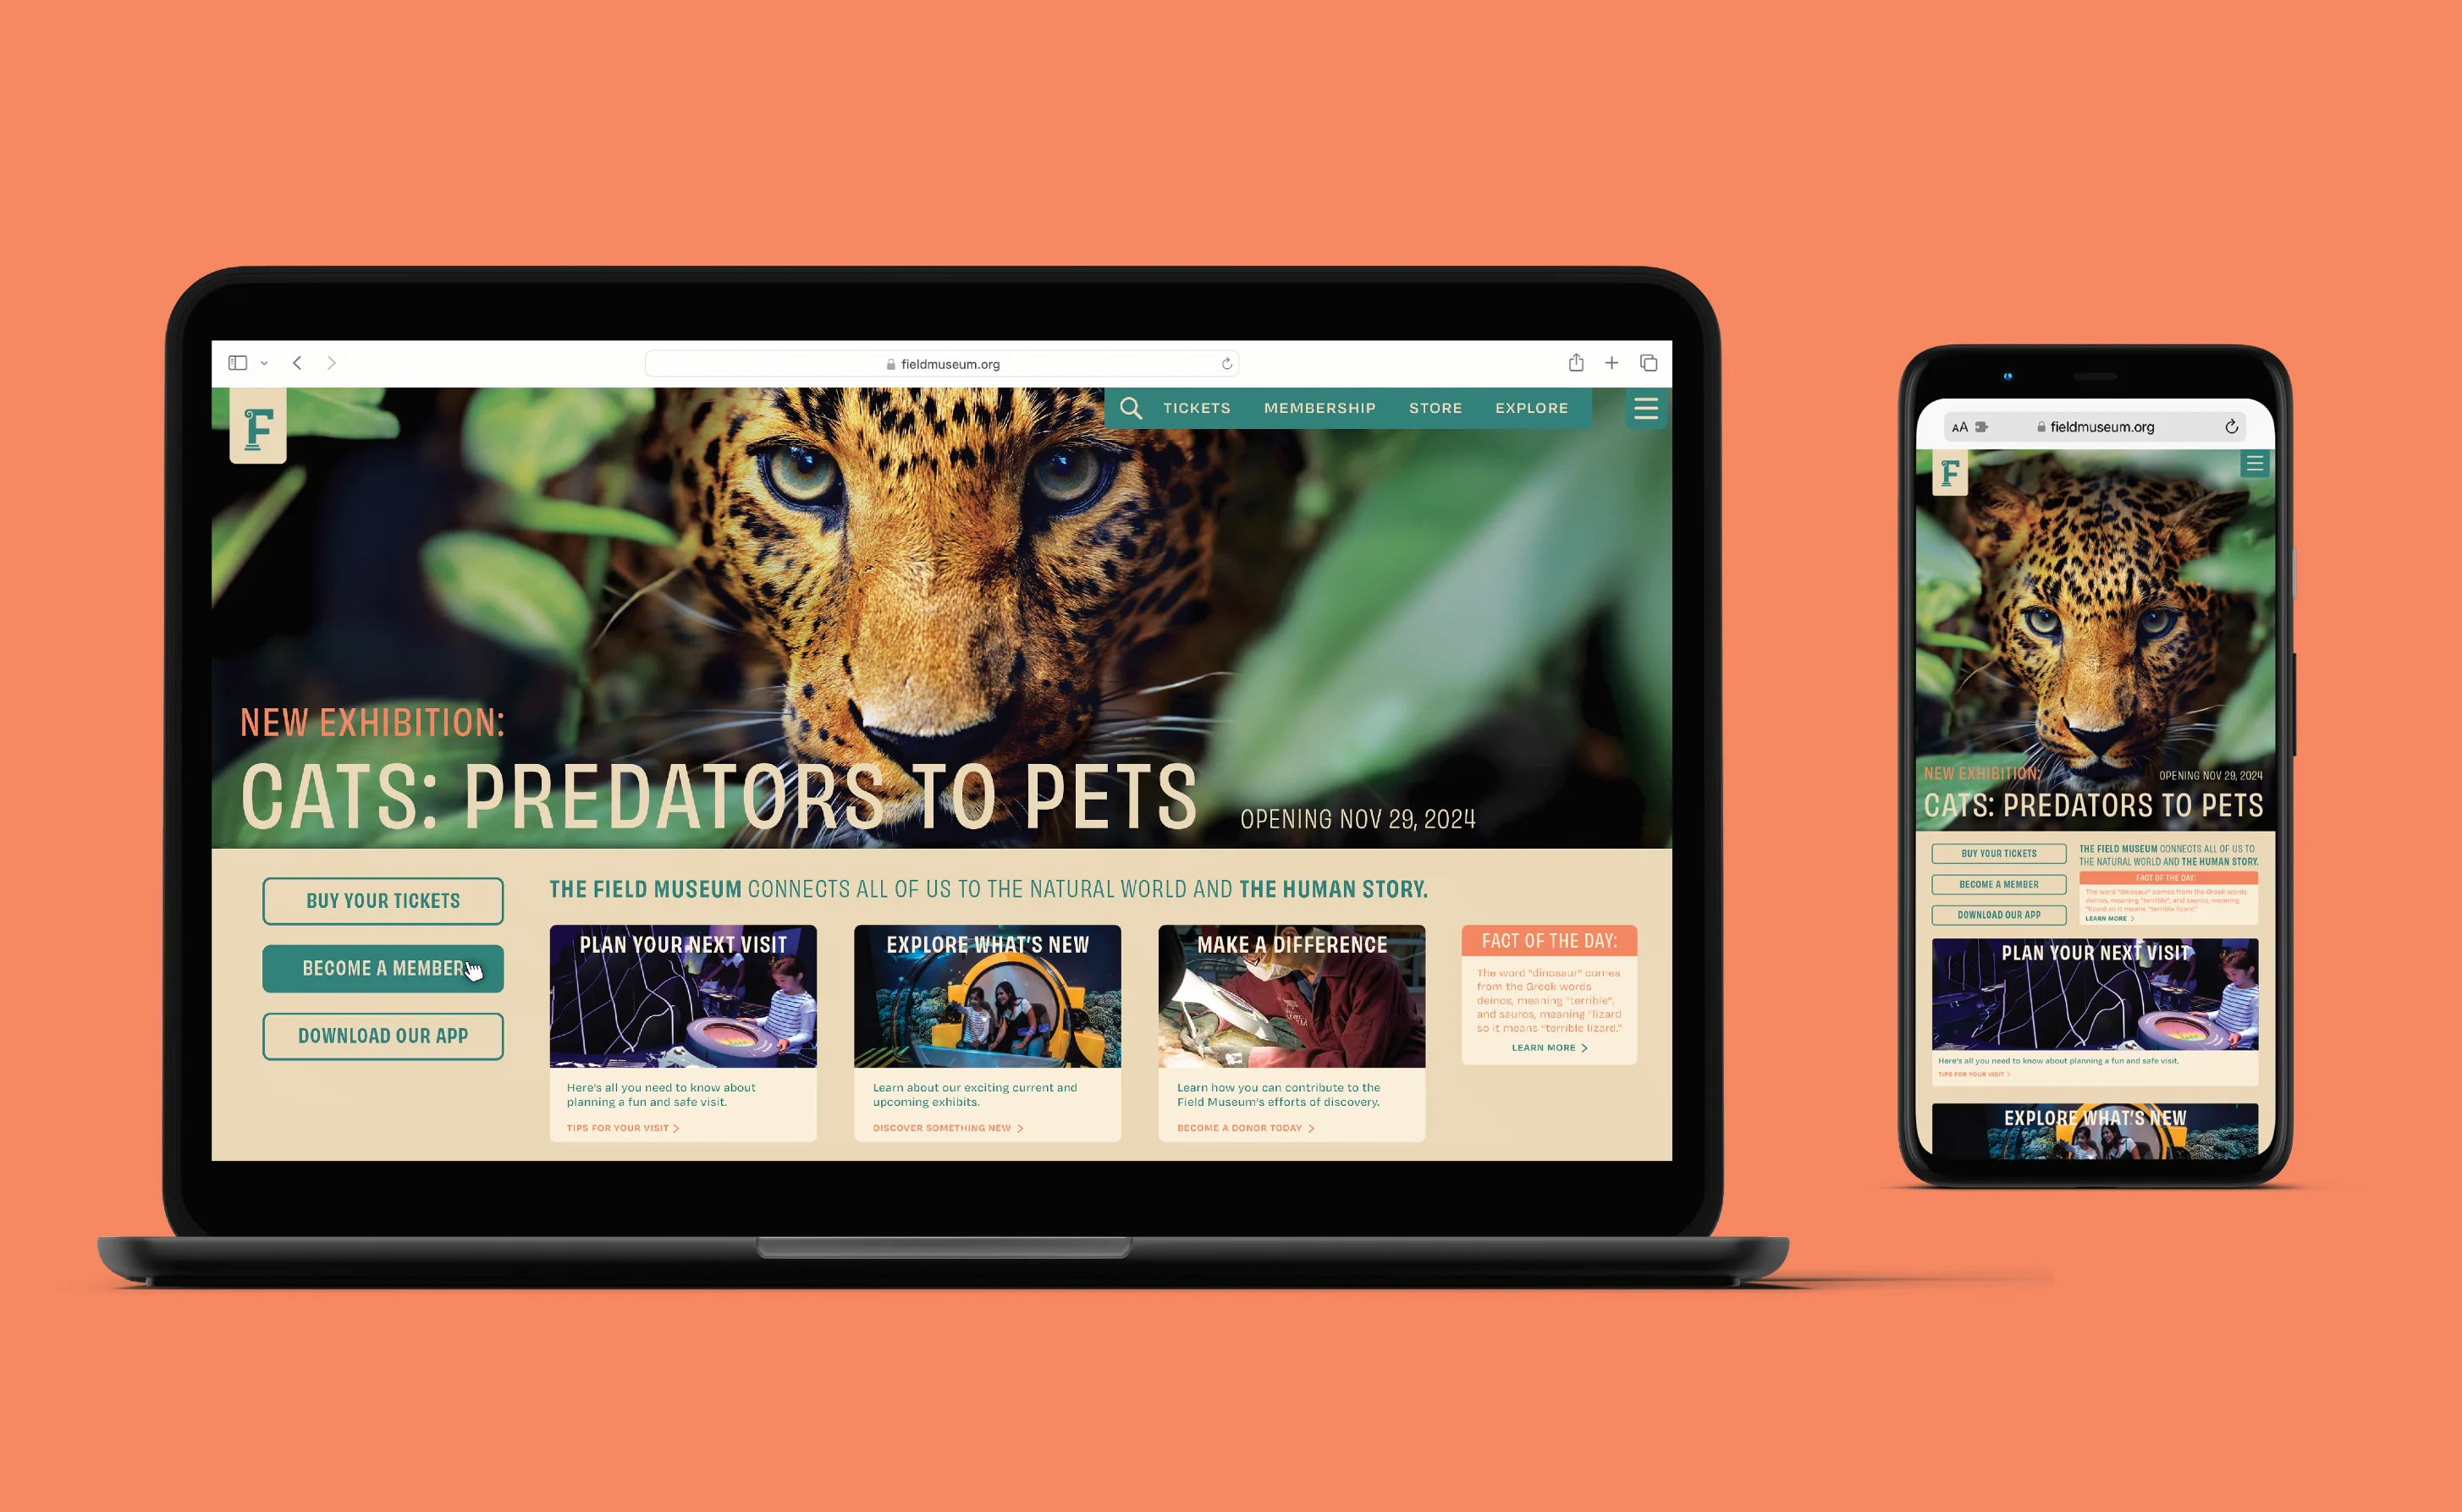 fieldmuseum.org
F
TICKETS MEMBERSHIP STORE EXPLORE
NEW EXHIBITION:
CATS: PREDATORS TO PETS
OPENING NOV 29, 2024
BUY YOUR TICKETS
BECOME A MEMBER
DOWNLOAD OUR APP
THE FIELD MUSEUM CONNECTS ALL OF US TO THE NATURAL WORLD AND THE HUMAN STORY.
PLAN YOUR NEXT VISIT
Here's all you need to know about
planning a fun and safe visit.
TIPS FOR YOUR VISIT >
EXPLORE WHAT'S NEW
Learn about our exciting current and
upcoming exhibits.
DISCOVER SOMETHING NEW >
MAKE A DIFFERENCE
Learn how you can contribute to the
Field Museum's efforts of discovery.
BECOME A DONOR TODAY >
FACT OF THE DAY:
The word "dinosaur" comes
from the Greek words
deinos, meaning "terrible",
and sauros, meaning "lizard
so it means "terrible lizard."
LEARN MORE >
AA fieldmuseum.org
F
NEW EXHIBITION:
OPENING NOV 29, 2024
CATS: PREDATORS TO PETS
BUY YOUR TICKETS
BECOME A MEMBER
DOWNLOAD OUR APP
THE FIELD MUSEUM CONNECTS ALL OF US TO
THE NATURAL WORLD AND THE HUMAN STORY.
FACT OF THE DAY:
The word "dinosaur" comes from the Greek words
deinos, meaning "terrible", and sauros, meaning
"lizard so it means "terrible lizard."
LEARN MORE >
PLAN YOUR NEXT VISIT
Here's all you need to know about planning a fun and safe visit.
TIPS FOR YOUR VISIT >
EXPLORE WHAT'S NEW